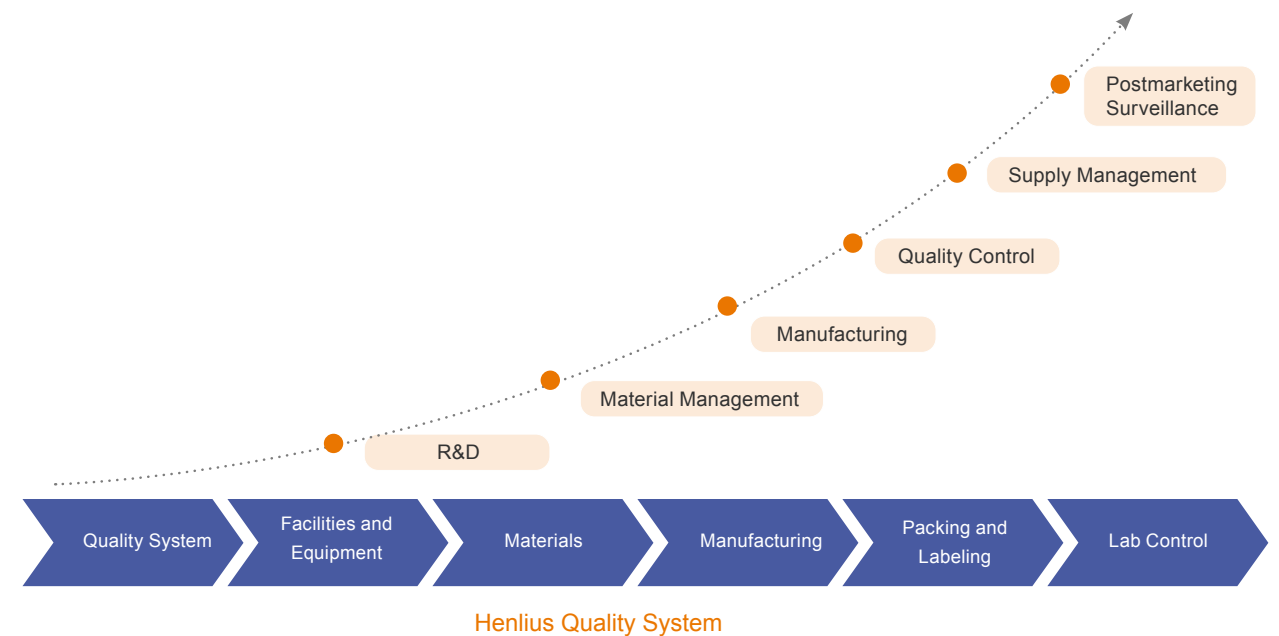 Postmarketing
Surveillance
Supply Management
Quality Control
Manufacturing
Material Management
R&D
Quality System
Facilities and
Equipment
Materials
Manufacturing
Packing and
Labeling
Lab Control
Henlius Quality System